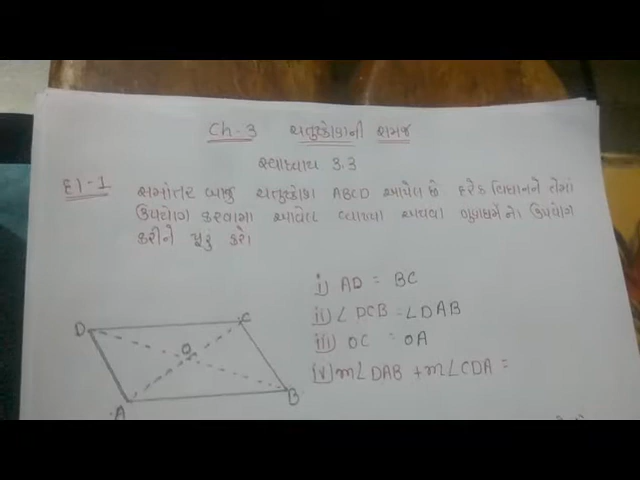 Ch-3 ચતુષ્કોણની સમજ
સ્વાધ્યાય 3.3
દા-1 સમાંતર બાજુ ચતુષ્કોણ ABCD આપેલ છે દરેક વિધાનને તેમાં
ઉપયોગ કરવામાં આવેલ વ્યાખ્યા અથવા ગુણધર્મનો ઉપયોગ
કરીને પૂરું કરો
i) AD = BC
ii) ∠DCB = ∠DAB
iii) OC = OA
iv) m∠DAB + m∠CDA =
D
C
O
A
B